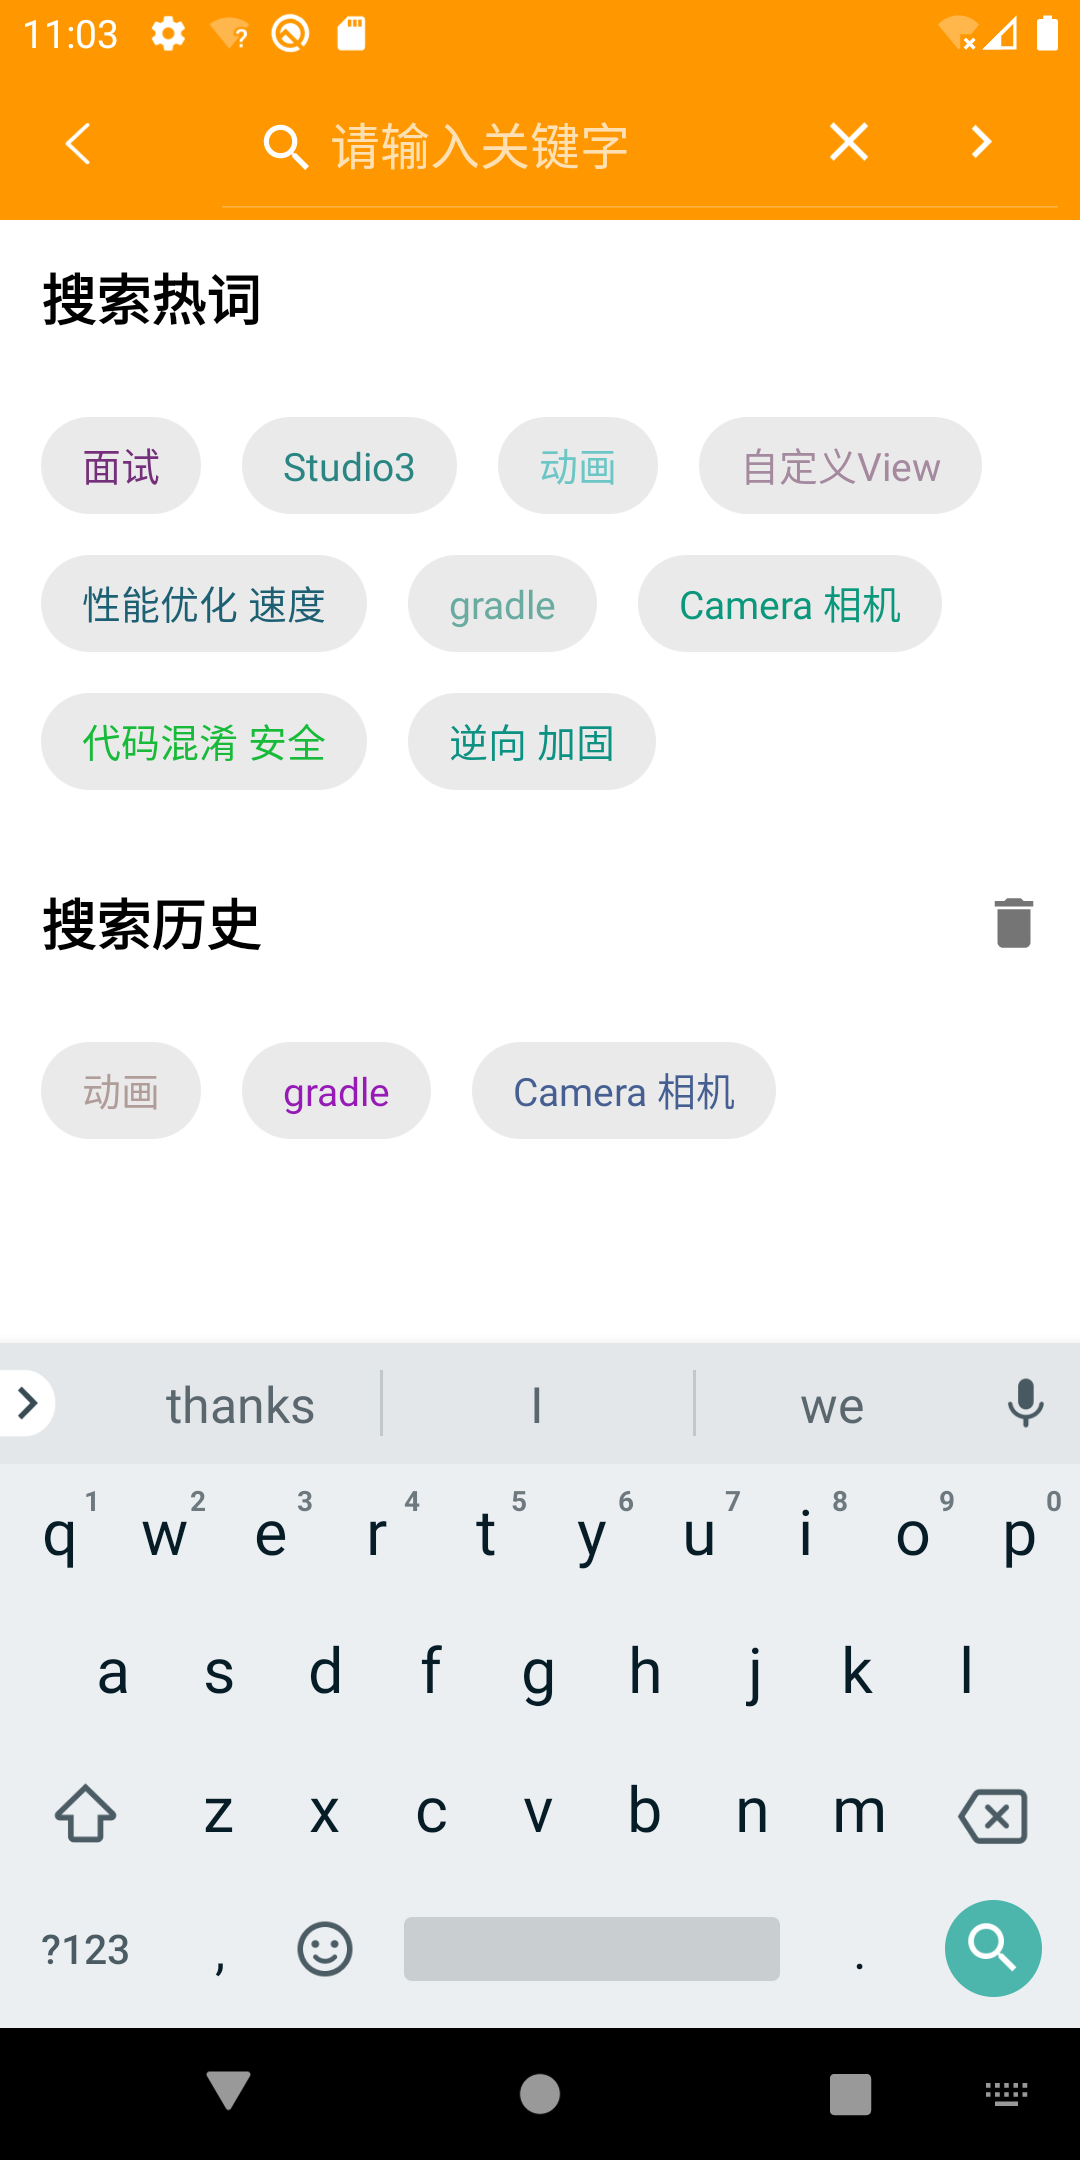 11:03
请输入关键字
搜索热词
面试 Studio3 动画 自定义View
性能优化 速度 gradle Camera 相机
代码混淆 安全 逆向 加固
搜索历史
动画 gradle Camera 相机
thanks I we
1 2 3 4 5 6 7 8 9 0
q w e r t y u i o p
a s d f g h j k l
z x c v b n m
?123 , .